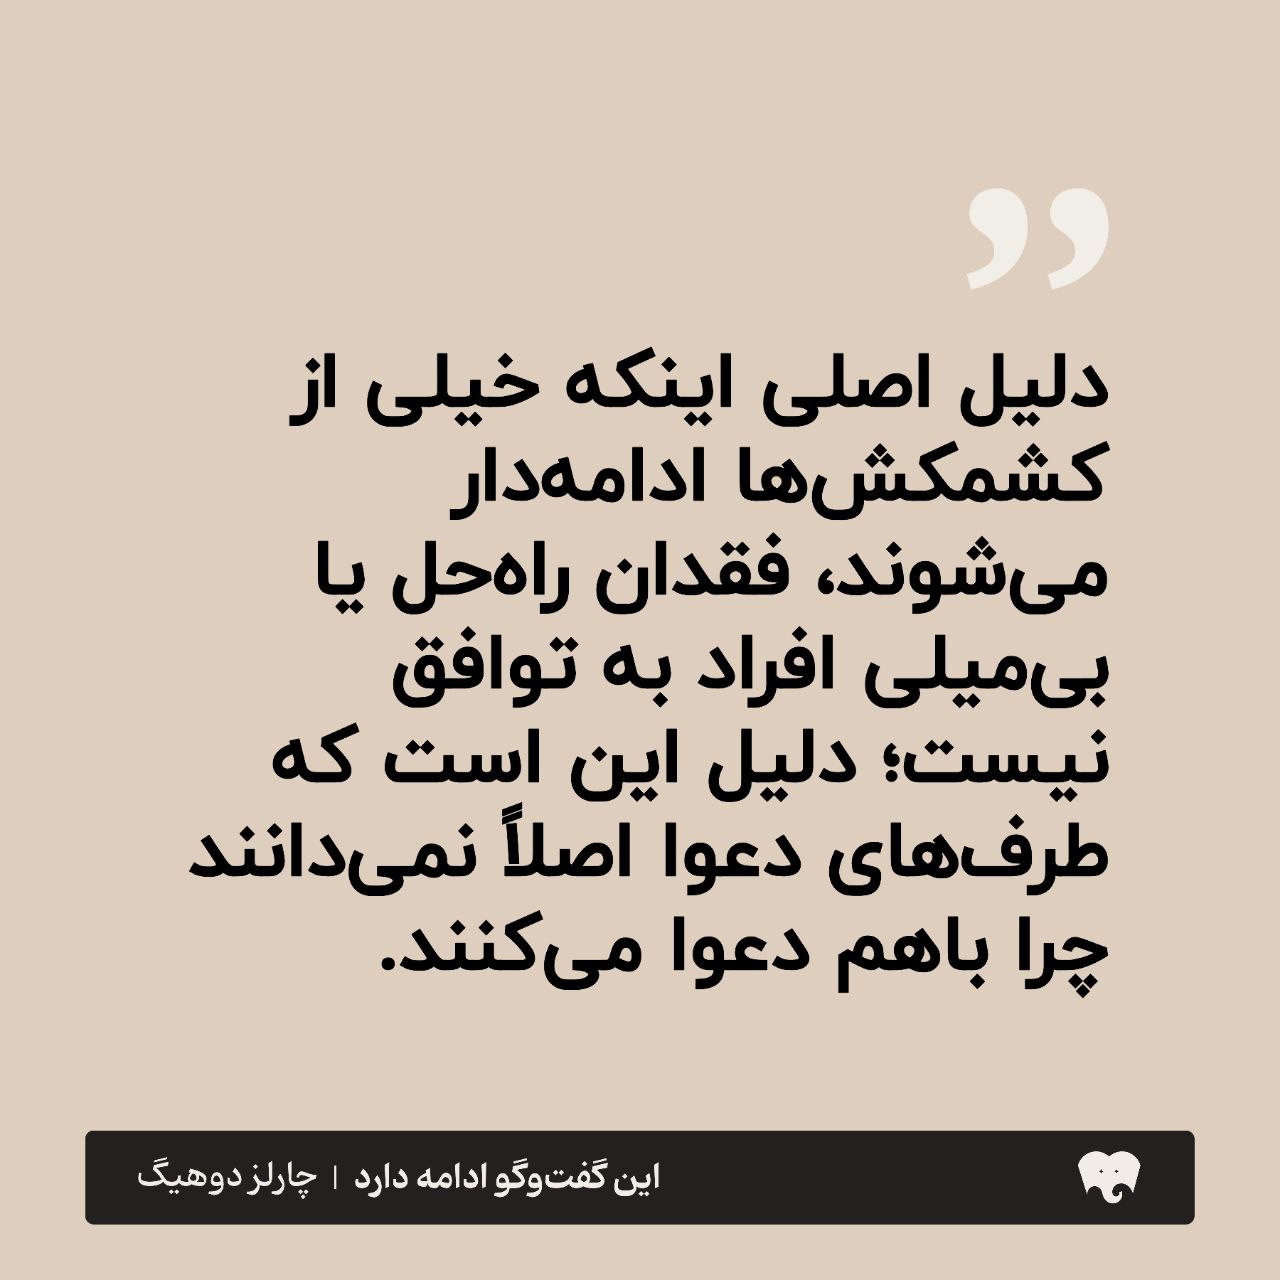 ”
دلیل اصلی اینکه خیلی از
کشمکش‌ها ادامه‌دار
می‌شوند، فقدان راه‌حل یا
بی‌میلی افراد به توافق
نیست؛ دلیل این است که
طرف‌های دعوا اصلاً نمی‌دانند
چرا باهم دعوا می‌کنند.
این گفت‌وگو ادامه دارد | چارلز دوهیگ